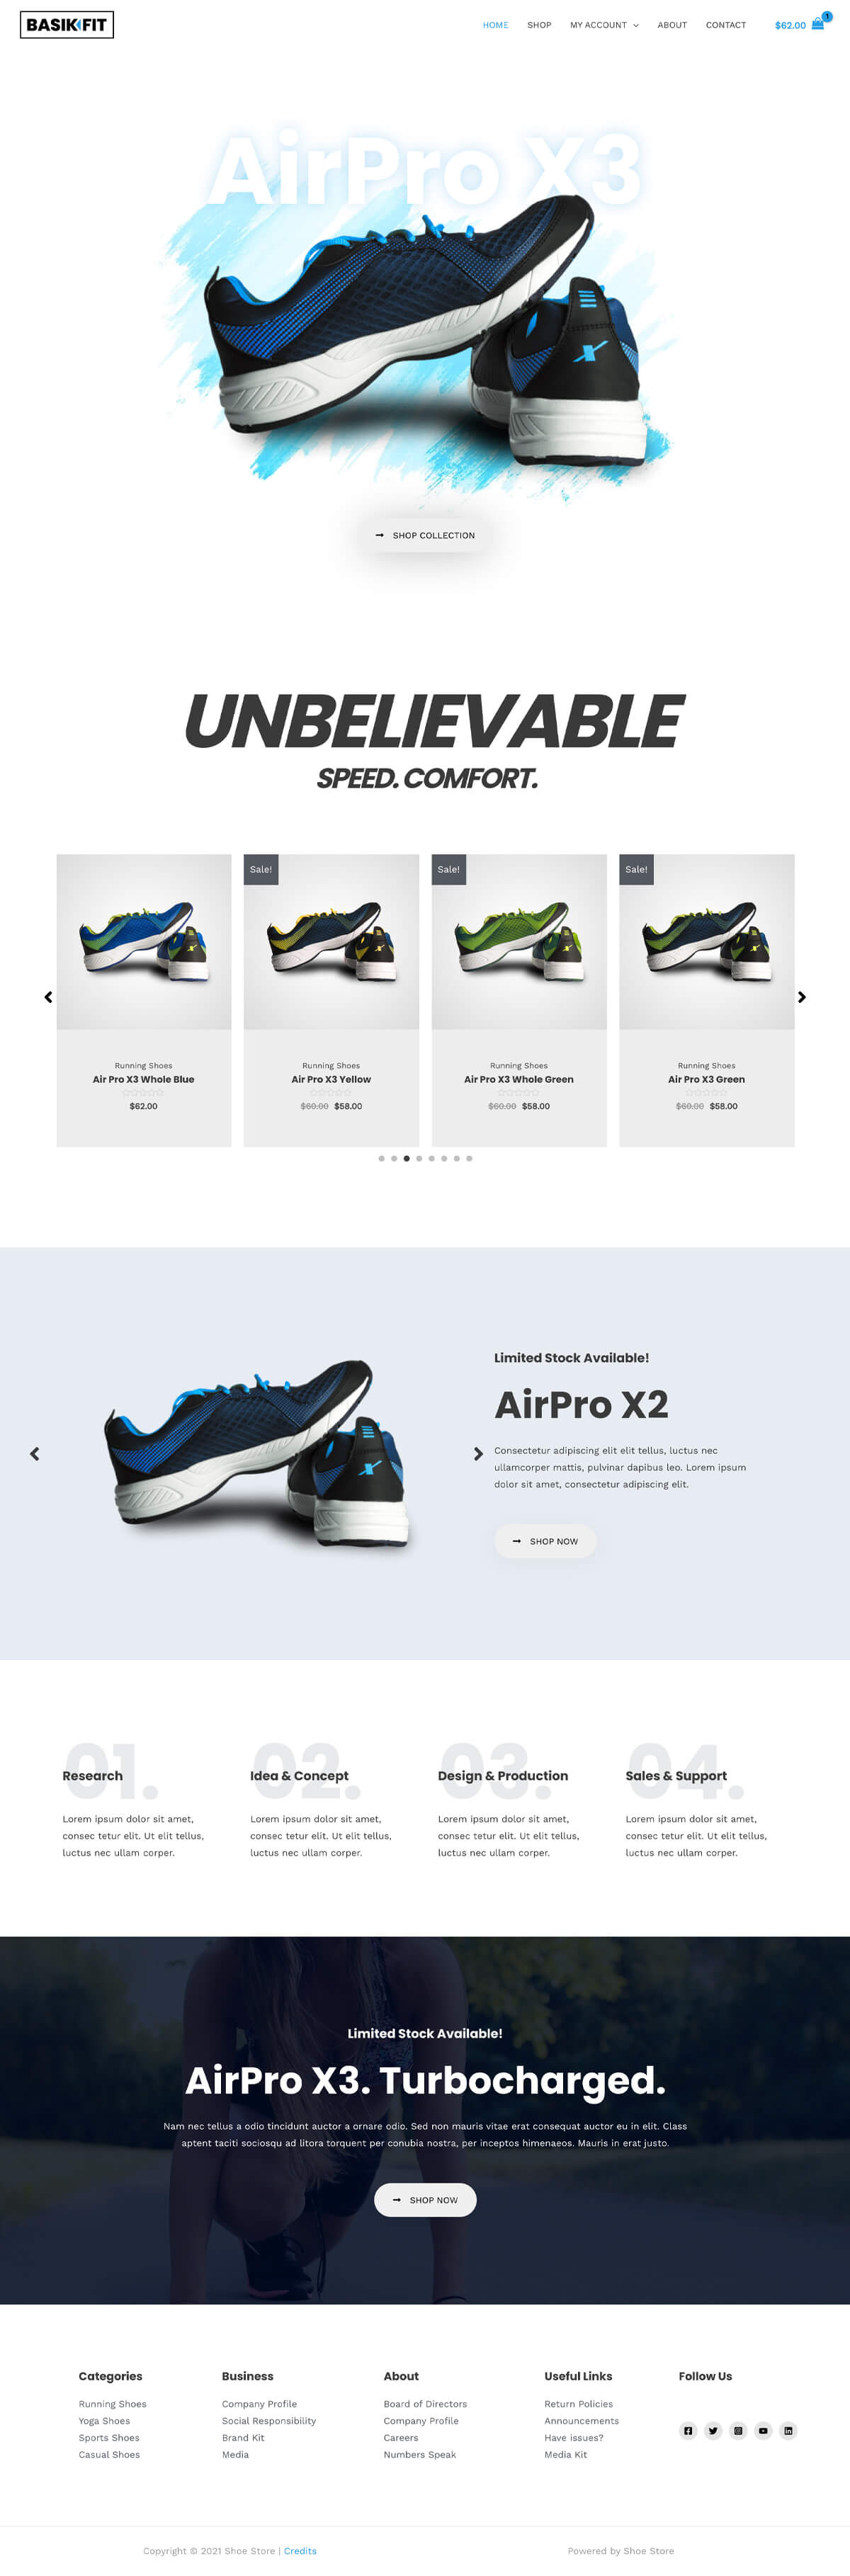 BASIKFIT
HOME SHOP MY ACCOUNT ABOUT CONTACT $62.00 1
AirPro X3
SHOP COLLECTION
UNBELIEVABLE
SPEED. COMFORT.
Sale! Sale! Sale!
Running Shoes Running Shoes Running Shoes Running Shoes
Air Pro X3 Whole Blue Air Pro X3 Yellow Air Pro X3 Whole Green Air Pro X3 Green
$62.00 $60.00 $58.00 $60.00 $58.00 $60.00 $58.00
Limited Stock Available!
AirPro X2
Consectetur adipiscing elit elit tellus, luctus nec
ullamcorper mattis, pulvinar dapibus leo. Lorem ipsum
dolor sit amet, consectetur adipiscing elit.
SHOP NOW
01. 02. 03. 04.
Research Idea & Concept Design & Production Sales & Support
Lorem ipsum dolor sit amet, Lorem ipsum dolor sit amet, Lorem ipsum dolor sit amet, Lorem ipsum dolor sit amet,
consec tetur elit. Ut elit tellus, consec tetur elit. Ut elit tellus, consec tetur elit. Ut elit tellus, consec tetur elit. Ut elit tellus,
luctus nec ullam corper. luctus nec ullam corper. luctus nec ullam corper. luctus nec ullam corper.
Limited Stock Available!
AirPro X3. Turbocharged.
Nam nec tellus a odio tincidunt auctor a ornare odio. Sed non mauris vitae erat consequat auctor eu in elit. Class
aptent taciti sociosqu ad litora torquent per conubia nostra, per inceptos himenaeos. Mauris in erat justo.
SHOP NOW
Categories Business About Useful Links Follow Us
Running Shoes Company Profile Board of Directors Return Policies
Yoga Shoes Social Responsibility Company Profile Announcements
Sports Shoes Brand Kit Careers Have issues?
Casual Shoes Media Numbers Speak Media Kit
Copyright © 2021 Shoe Store | Credits Powered by Shoe Store